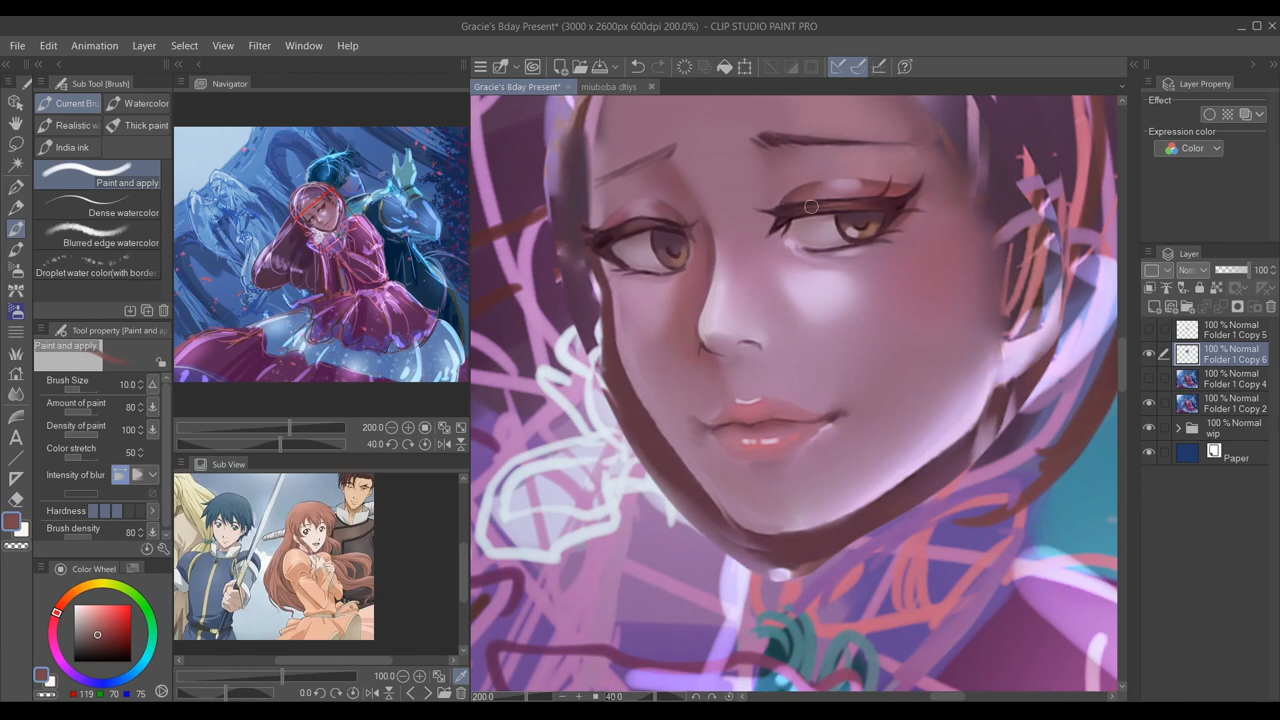 Gracie's Bday Present* (3000 x 2600px 600dpi 200.0%) - CLIP STUDIO PAINT PRO
File Edit Animation Layer Select View Filter Window Help
Sub Tool [Brush]
Current Br
Watercolor
Realistic w
Thick paint
India ink
Paint and apply
Dense watercolor
Blurred edge watercolor
Droplet water color(with border
Tool property [Paint and a
Paint and apply
Brush Size 10.0
Amount of paint 80
Density of paint 100
Color stretch 50
Intensity of blur
Hardness
Brush density 80
Color Wheel
119 70 75
Navigator
200.0
40.0
Sub View
100.0
0.0
Gracie's Bday Present*
miuboba dtiys
200.0
40.0
Layer Property
Effect
Expression color
Color
Layer
Nom
100
100 % Normal
Folder 1 Copy 5
100 % Normal
Folder 1 Copy 6
100 % Normal
Folder 1 Copy 4
100 % Normal
Folder 1 Copy 2
100 % Normal
wip
Paper